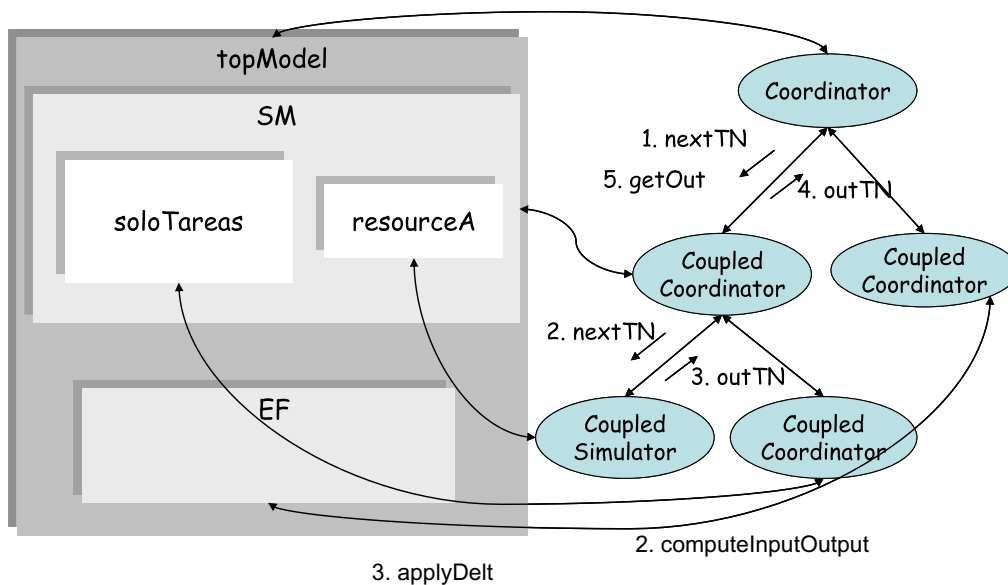 topModel
SM
soloTareas
resourceA
EF
Coordinator
1. nextTN
5. getOut
4. outTN
Coupled
Coordinator
Coupled
Coordinator
2. nextTN
3. outTN
Coupled
Simulator
Coupled
Coordinator
2. computeInputOutput
3. applyDelt